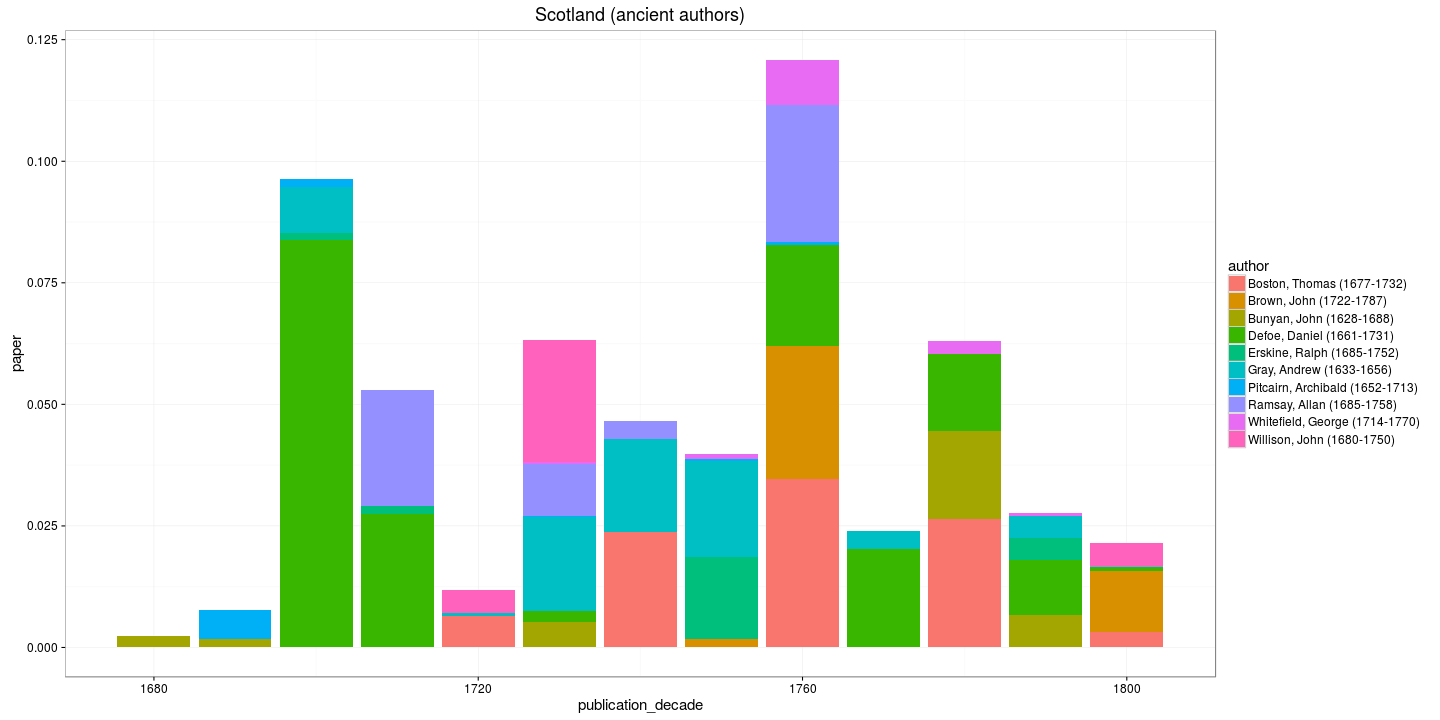 Scotland (ancient authors)
0.125
0.100
0.075
0.050
0.025
0.000
paper
1680
1720
1760
1800
publication_decade
author
Boston, Thomas (1677-1732)
Brown, John (1722-1787)
Bunyan, John (1628-1688)
Defoe, Daniel (1661-1731)
Erskine, Ralph (1685-1752)
Gray, Andrew (1633-1656)
Pitcairn, Archibald (1652-1713)
Ramsay, Allan (1685-1758)
Whitefield, George (1714-1770)
Willison, John (1680-1750)